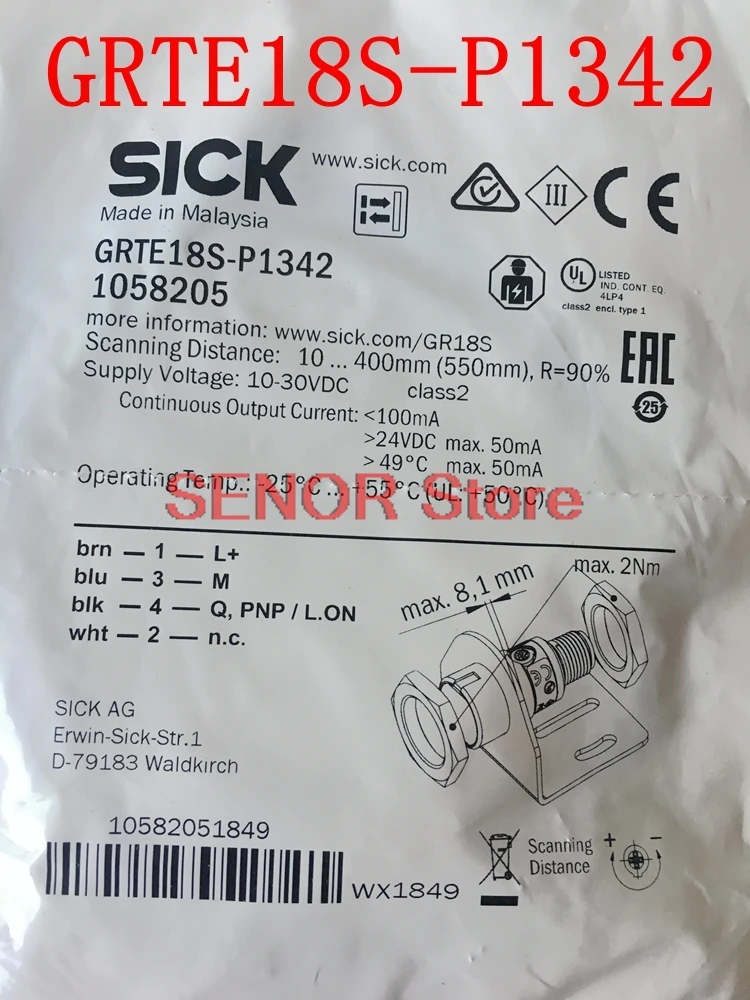 GRTE18S-P1342
SICK
www.sick.com
Made in Malaysia
III
CE
GRTE18S-P1342
1058205
UL LISTED
IND. CONT. EQ.
4LP4
class2 encl. type 1
more information: www.sick.com/GR18S
Scanning Distance: 10 ... 400mm (550mm), R=90%
EAC
Supply Voltage: 10-30VDC class2
25
Continuous Output Current: <100mA
>24VDC max. 50mA
>49°C max. 50mA
Operating Temp.: -25°C ... +55°C (UL: +50°C)
SENOR Store
brn — 1 — L+
blu — 3 — M
blk — 4 — Q, PNP / L.ON
wht — 2 — n.c.
max. 8,1 mm
max. 2Nm
SICK AG
Erwin-Sick-Str.1
D-79183 Waldkirch
10582051849
WX1849
Scanning + -
Distance